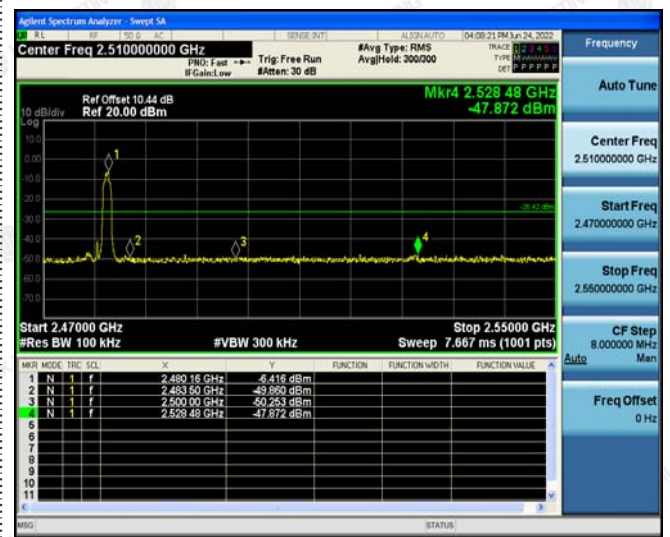 Agilent Spectrum Analyzer - Swept SA
RL RF 50 Ω AC SENSE:INT ALIGN AUTO 04:08:21 PM Jun 24, 2022
Center Freq 2.510000000 GHz
PNO: Fast
IFGain:Low
Trig: Free Run
#Atten: 30 dB
#Avg Type: RMS
Avg|Hold: 300/300
TRACE 1 2 3 4 5 6
TYPE M
DET P P P P P P
Ref Offset 10.44 dB
10 dB/div Ref 20.00 dBm
Log
Mkr4 2.528 48 GHz
-47.872 dBm
10.0
0.00
-10.0
-20.0
-30.0
-40.0
-50.0
-60.0
-70.0
1
2
3
4
-26.42 dBm
Start 2.47000 GHz Stop 2.55000 GHz
#Res BW 100 kHz #VBW 300 kHz Sweep 7.667 ms (1001 pts)
MKR MODE TRC SCL X Y FUNCTION FUNCTION WIDTH FUNCTION VALUE
1 N 1 f 2.480 16 GHz -6.416 dBm
2 N 1 f 2.483 50 GHz -49.860 dBm
3 N 1 f 2.500 00 GHz -50.253 dBm
4 N 1 f 2.528 48 GHz -47.872 dBm
5
6
7
8
9
10
11
MSG STATUS
Frequency
Auto Tune
Center Freq
2.510000000 GHz
Start Freq
2.470000000 GHz
Stop Freq
2.550000000 GHz
CF Step
8.000000 MHz
Auto Man
Freq Offset
0 Hz